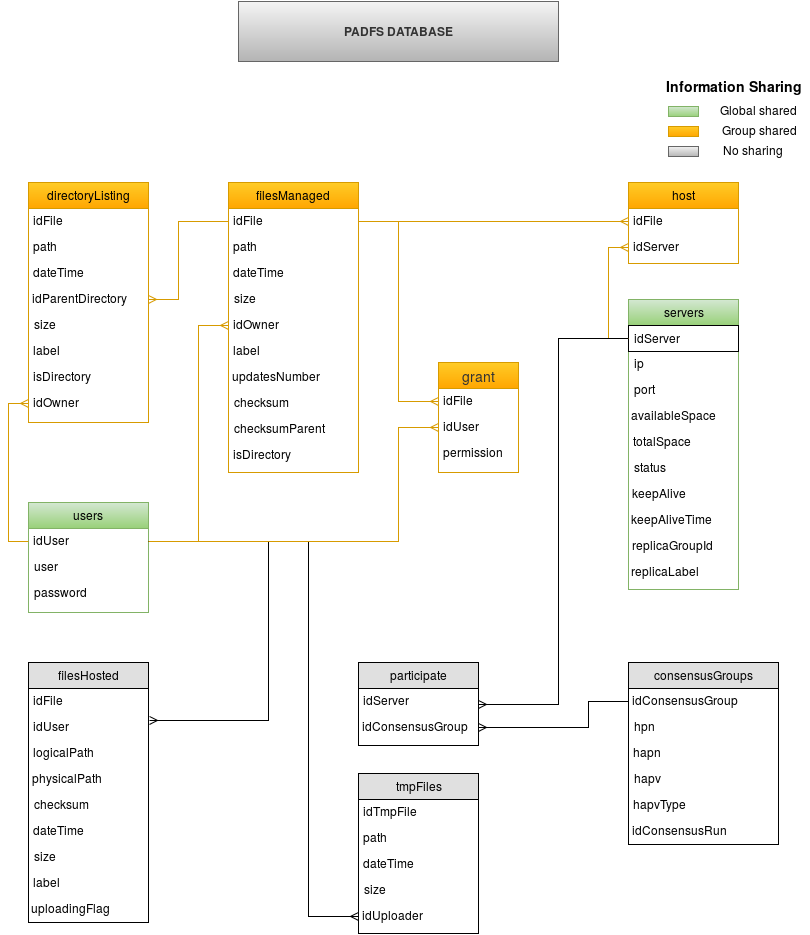 PADFS DATABASE
Information Sharing
Global shared
Group shared
No sharing
directoryListing
idFile
path
dateTime
idParentDirectory
size
label
isDirectory
idOwner
filesManaged
idFile
path
dateTime
size
idOwner
label
updatesNumber
checksum
checksumParent
isDirectory
host
idFile
idServer
servers
idServer
ip
port
availableSpace
totalSpace
status
keepAlive
keepAliveTime
replicaGroupId
replicaLabel
grant
idFile
idUser
permission
users
idUser
user
password
filesHosted
idFile
idUser
logicalPath
physicalPath
checksum
dateTime
size
label
uploadingFlag
participate
idServer
idConsensusGroup
consensusGroups
idConsensusGroup
hpn
hapn
hapv
hapvType
idConsensusRun
tmpFiles
idTmpFile
path
dateTime
size
idUploader